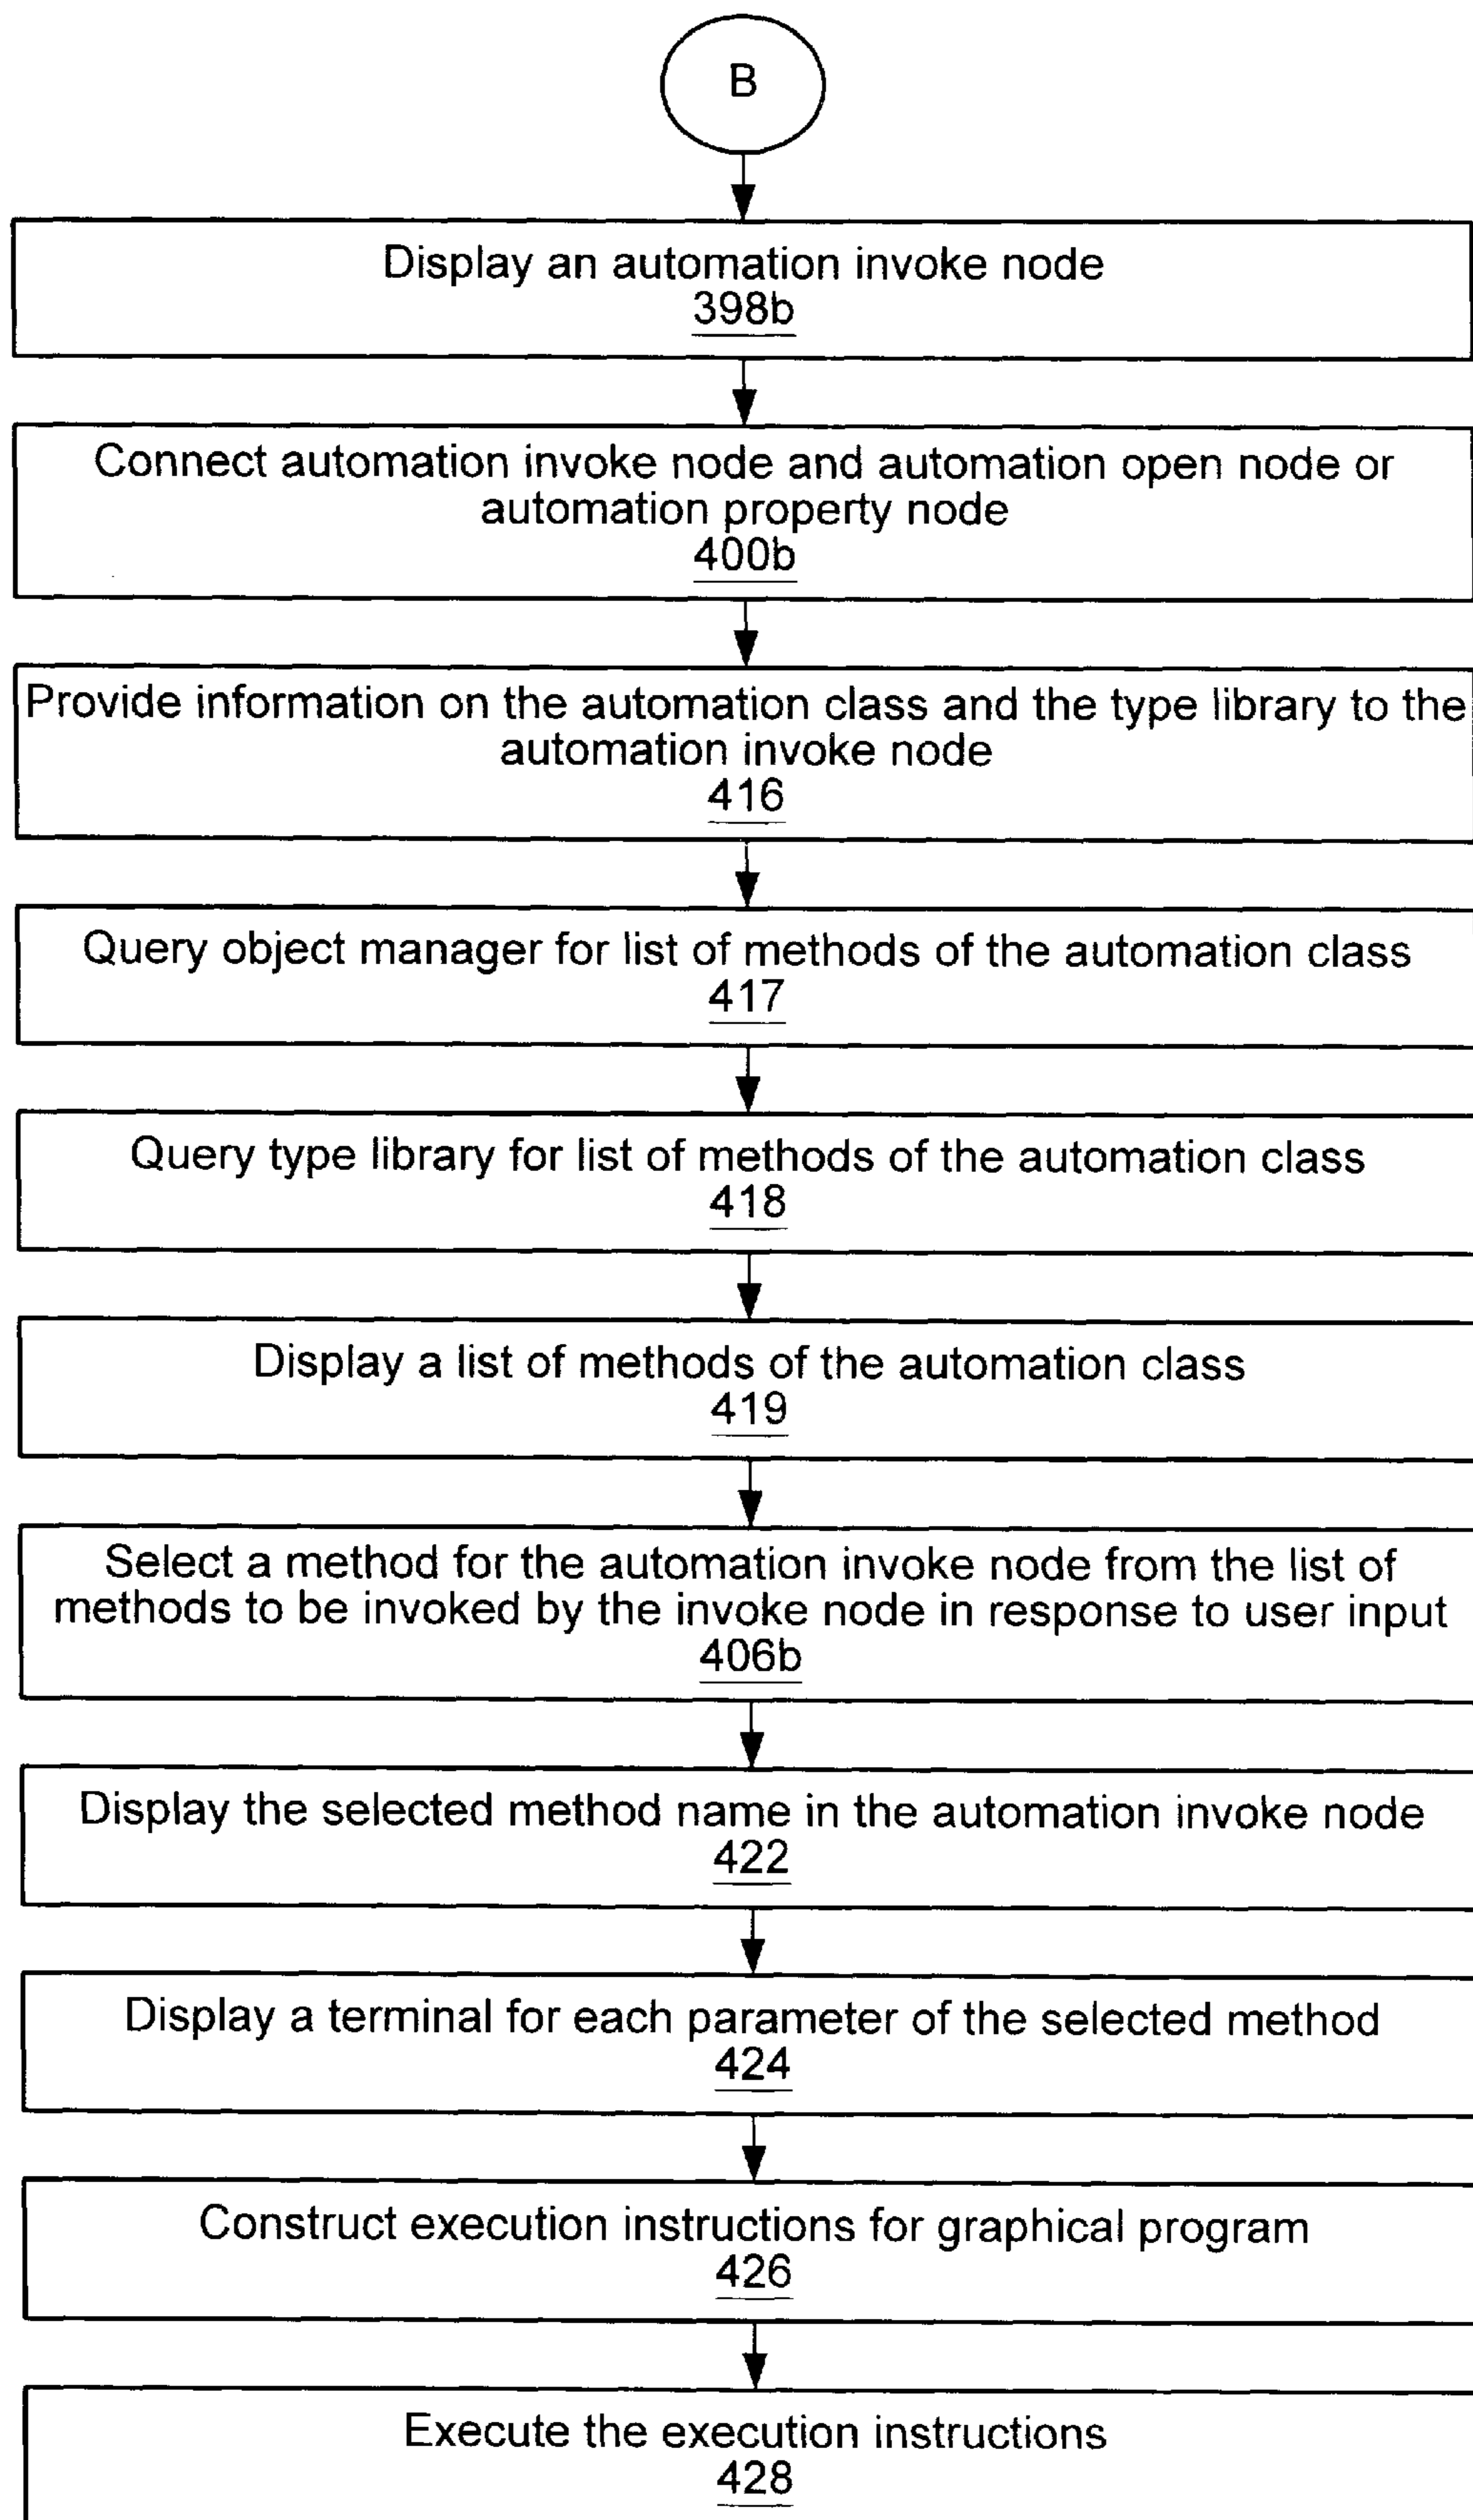 B
Display an automation invoke node
398b
Connect automation invoke node and automation open node or
automation property node
400b
Provide information on the automation class and the type library to the
automation invoke node
416
Query object manager for list of methods of the automation class
417
Query type library for list of methods of the automation class
418
Display a list of methods of the automation class
419
Select a method for the automation invoke node from the list of
methods to be invoked by the invoke node in response to user input
406b
Display the selected method name in the automation invoke node
422
Display a terminal for each parameter of the selected method
424
Construct execution instructions for graphical program
426
Execute the execution instructions
428